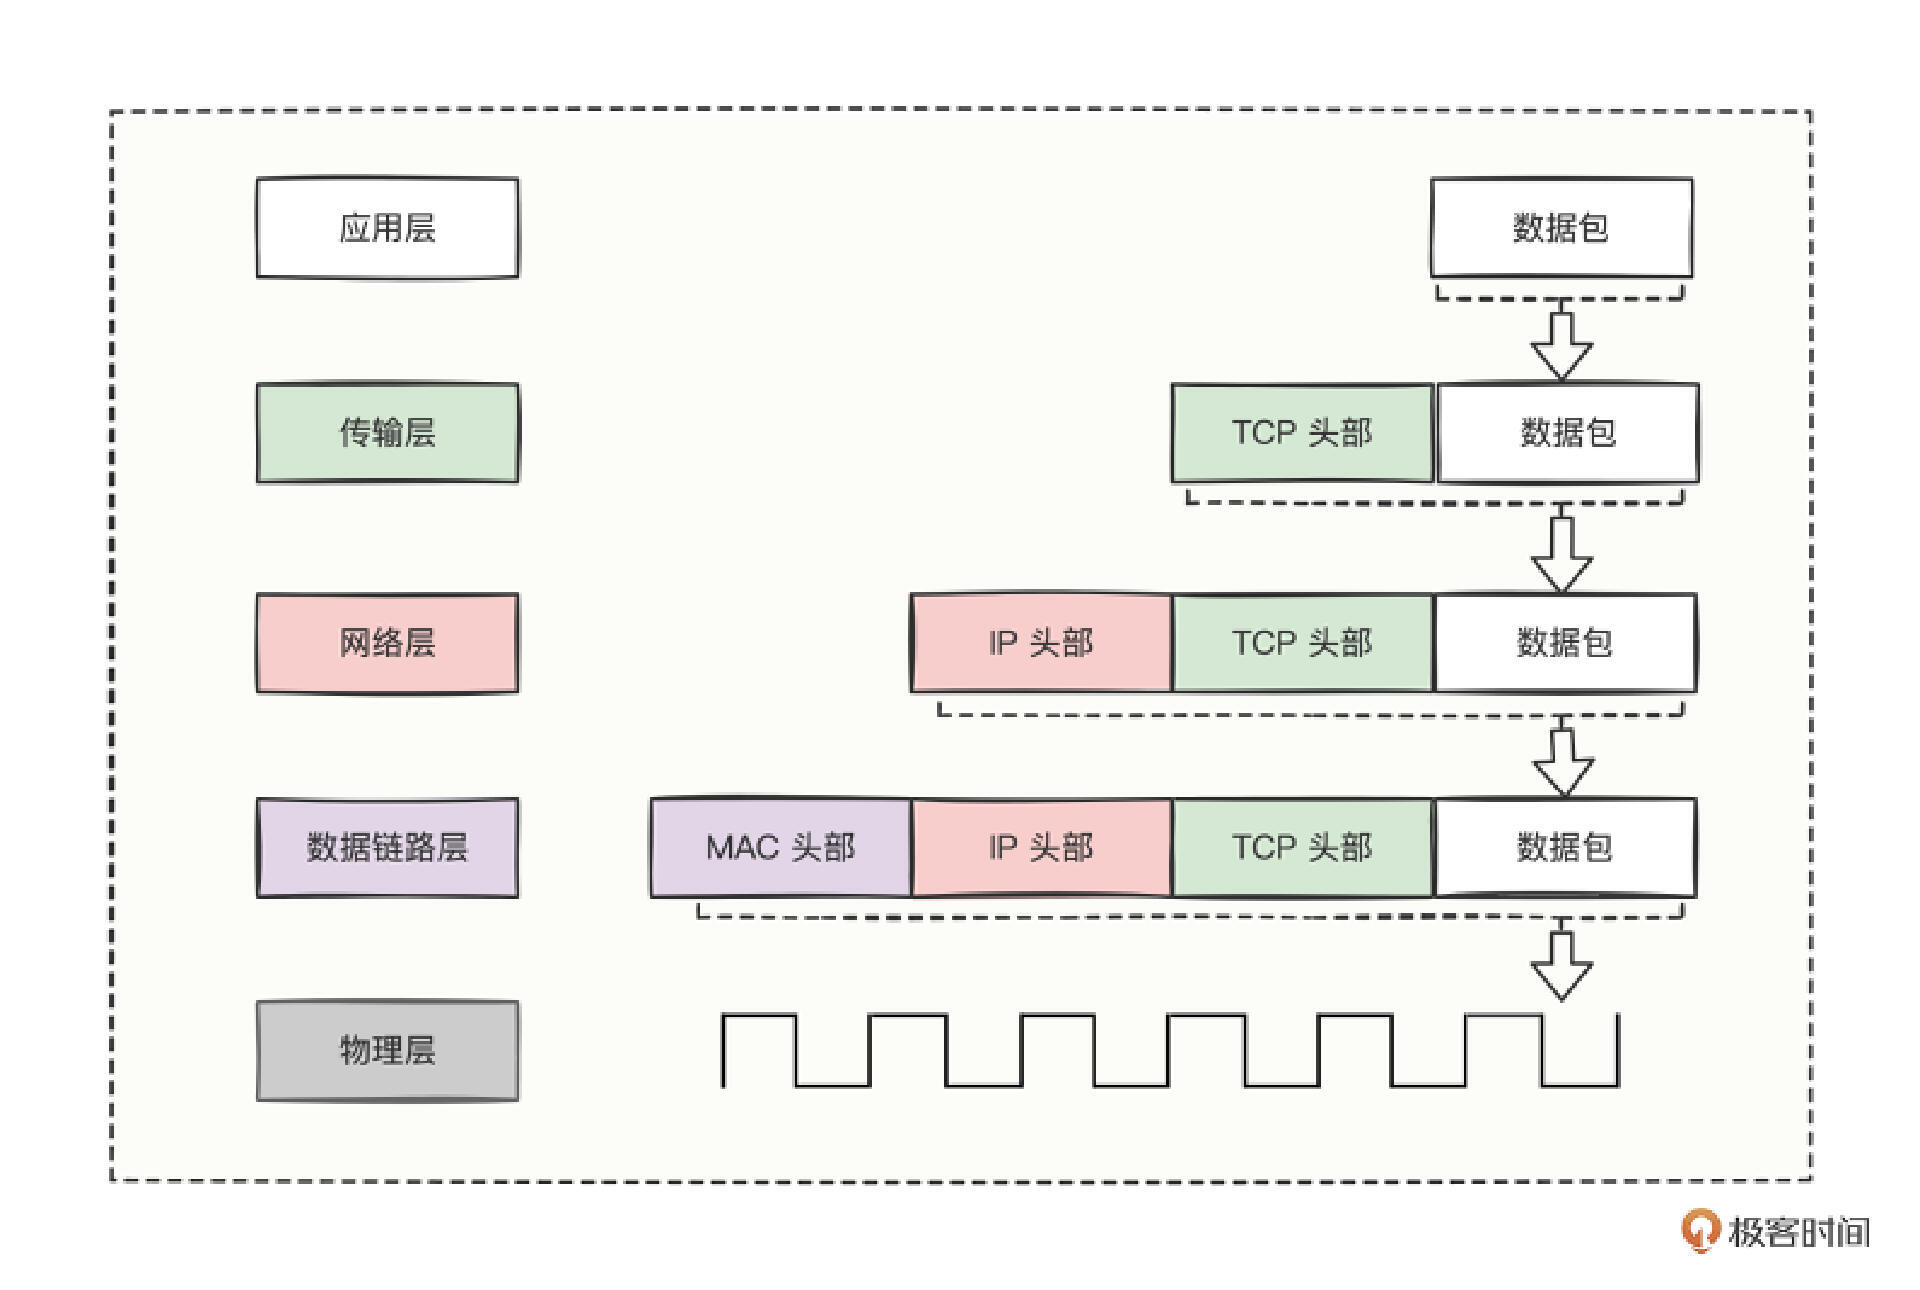 应用层
数据包
传输层
TCP 头部
数据包
网络层
IP 头部
TCP 头部
数据包
数据链路层
MAC 头部
IP 头部
TCP 头部
数据包
物理层
极客时间